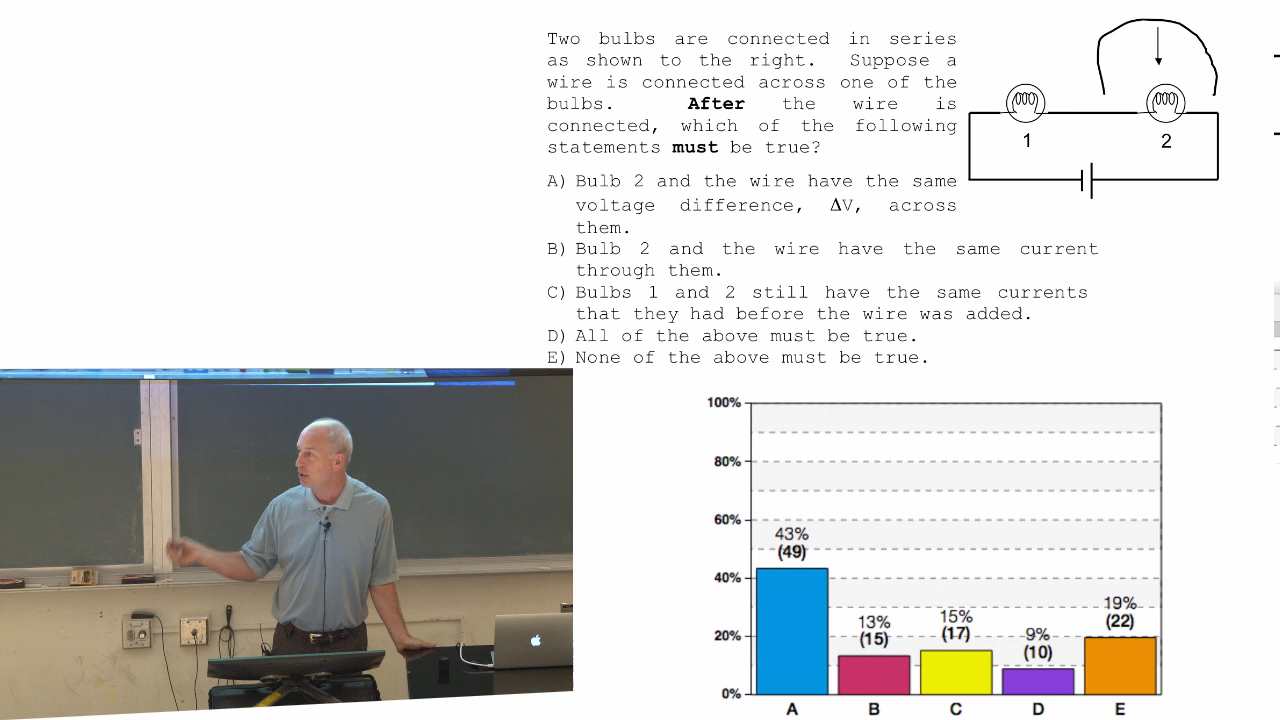 Two bulbs are connected in series
as shown to the right. Suppose a
wire is connected across one of the
bulbs. After the wire is
connected, which of the following
statements must be true?
1
2
A) Bulb 2 and the wire have the same
voltage difference, ΔV, across
them.
B) Bulb 2 and the wire have the same current
through them.
C) Bulbs 1 and 2 still have the same currents
that they had before the wire was added.
D) All of the above must be true.
E) None of the above must be true.
100%
80%
60%
40%
20%
0%
43%
(49)
13%
(15)
15%
(17)
9%
(10)
19%
(22)
A B C D E